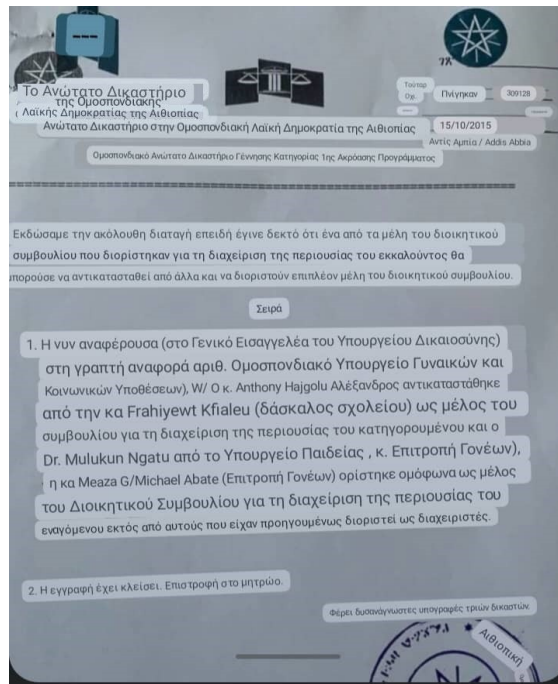 Το Ανώτατο Δικαστήριο
της Ομοσπονδιακής
Λαϊκής Δημοκρατίας της Αιθιοπίας
Πνίγηκαν
309128
Ανώτατο Δικαστήριο στην Ομοσπονδιακή Λαϊκή Δημοκρατία της Αιθιοπίας
15/10/2015
Αντίς Αμπία / Addis Abbia
Ομοσπονδιακό Ανώτατο Δικαστήριο Γέννησης Κατηγορίας 1ης Ακρόασης Προγράμματος
Εκδώσαμε την ακόλουθη διαταγή επειδή έγινε δεκτό ότι ένα από τα μέλη του διοικητικού
συμβουλίου που διορίστηκαν για τη διαχείριση της περιουσίας του εκκαλούντος θα
μπορούσε να αντικατασταθεί από άλλα και να διοριστούν επιπλέον μέλη του διοικητικού συμβουλίου.
Σειρά
1. Η νυν αναφέρουσα (στο Γενικό Εισαγγελέα του Υπουργείου Δικαιοσύνης)
στη γραπτή αναφορά αριθ. Ομοσπονδιακό Υπουργείο Γυναικών και
Κοινωνικών Υποθέσεων), W/ Ο κ. Anthony Hajgolu Αλέξανδρος αντικαταστάθηκε
από την κα Frahiyewt Kfialeu (δάσκαλος σχολείου) ως μέλος του
συμβουλίου για τη διαχείριση της περιουσίας του κατηγορουμένου και ο
Dr. Mulukun Ngatu από το Υπουργείο Παιδείας , κ. Επιτροπή Γονέων),
η κα Meaza G/Michael Abate (Επιτροπή Γονέων) ορίστηκε ομόφωνα ως μέλος
του Διοικητικού Συμβουλίου για τη διαχείριση της περιουσίας του
εναγόμενου εκτός από αυτούς που είχαν προηγουμένως διοριστεί ως διαχειριστές.
2. Η εγγραφή έχει κλείσει. Επιστροφή στο μητρώο.
Φέρει δυσανάγνωστες υπογραφές τριών δικαστών
Αιθιοπική